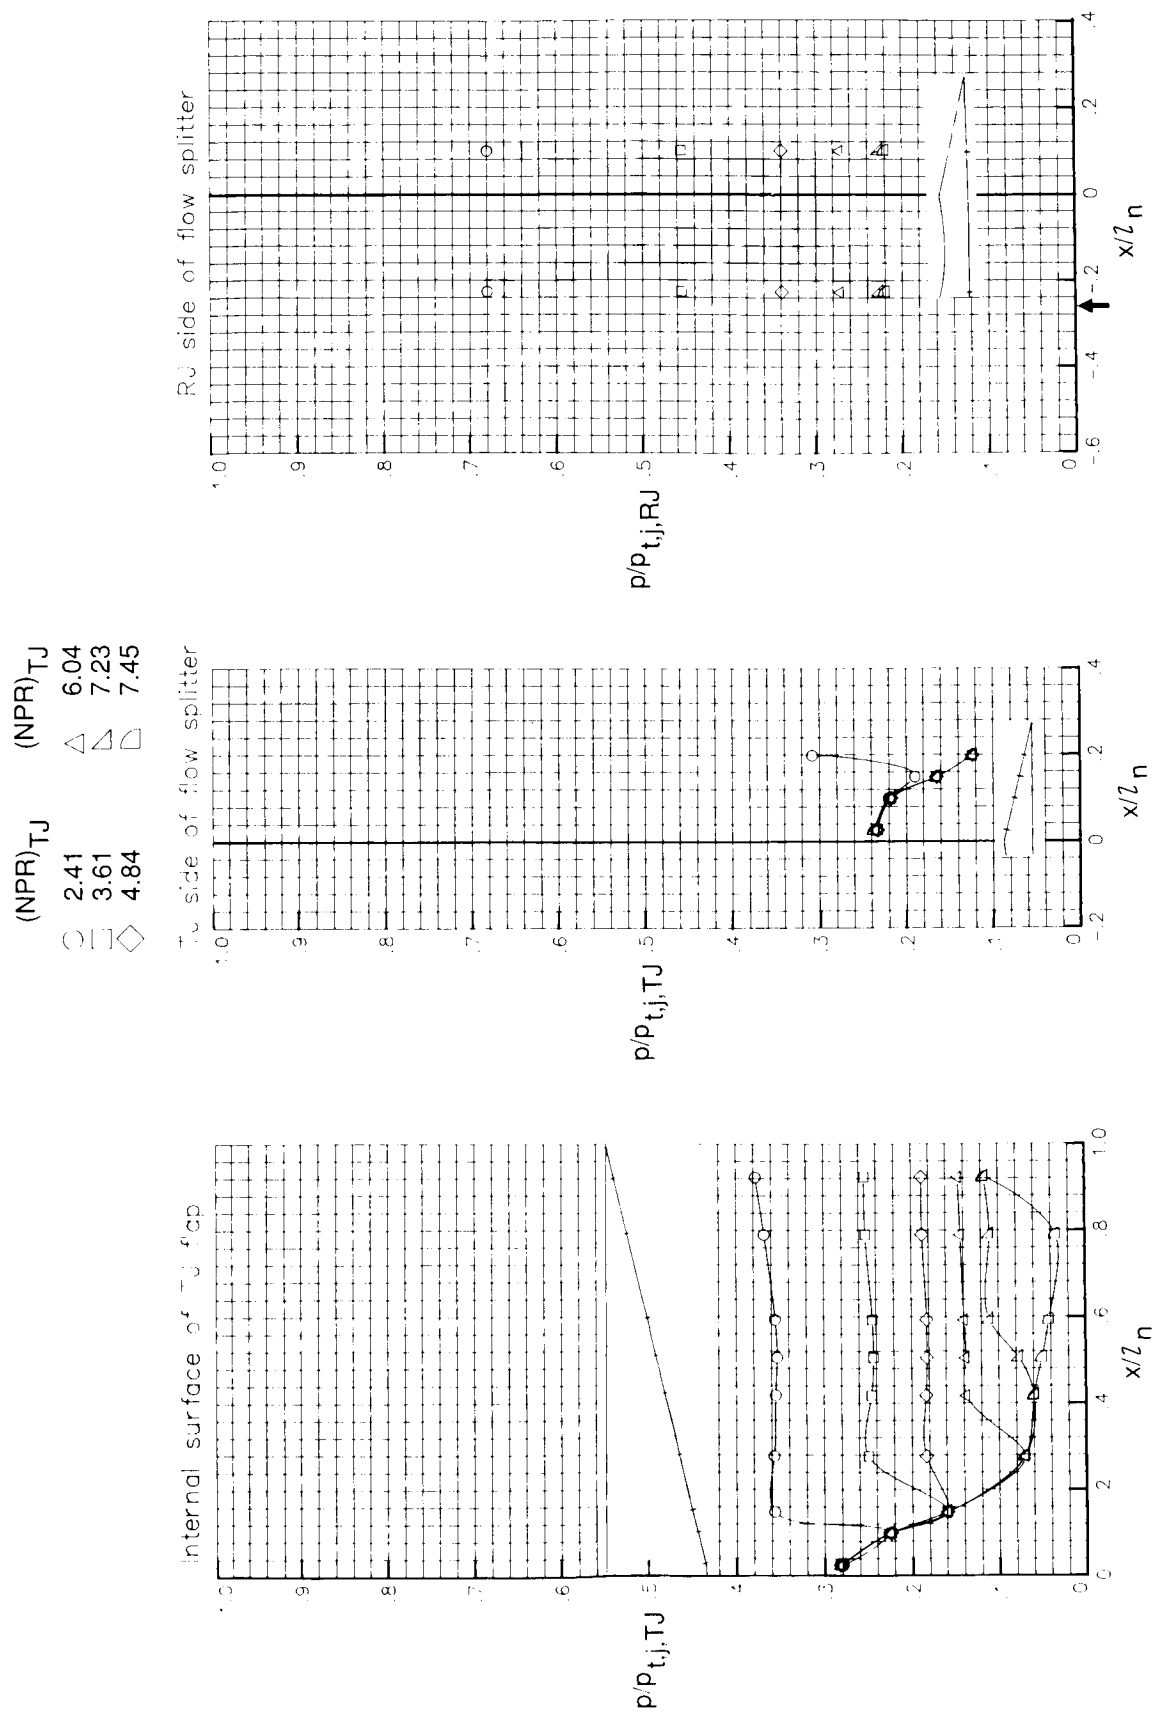 (NPR)TJ (NPR)TJ
2.41 6.04
3.61 7.23
4.84 7.45
Internal surface of TJ flap
p/pt,j,TJ
1.0
.9
.8
.7
.6
.5
.4
.3
.2
.1
0
0 .2 .4 .6 .8 1.0
x/ln
TJ side of flow splitter
p/pt,j,TJ
1.0
.9
.8
.7
.6
.5
.4
.3
.2
.1
0
-.2 0 .2 .4
x/ln
RJ side of flow splitter
p/pt,j,RJ
1.0
.9
.8
.7
.6
.5
.4
.3
.2
.1
0
-.6 -.4 -.2 0 .2 .4
x/ln